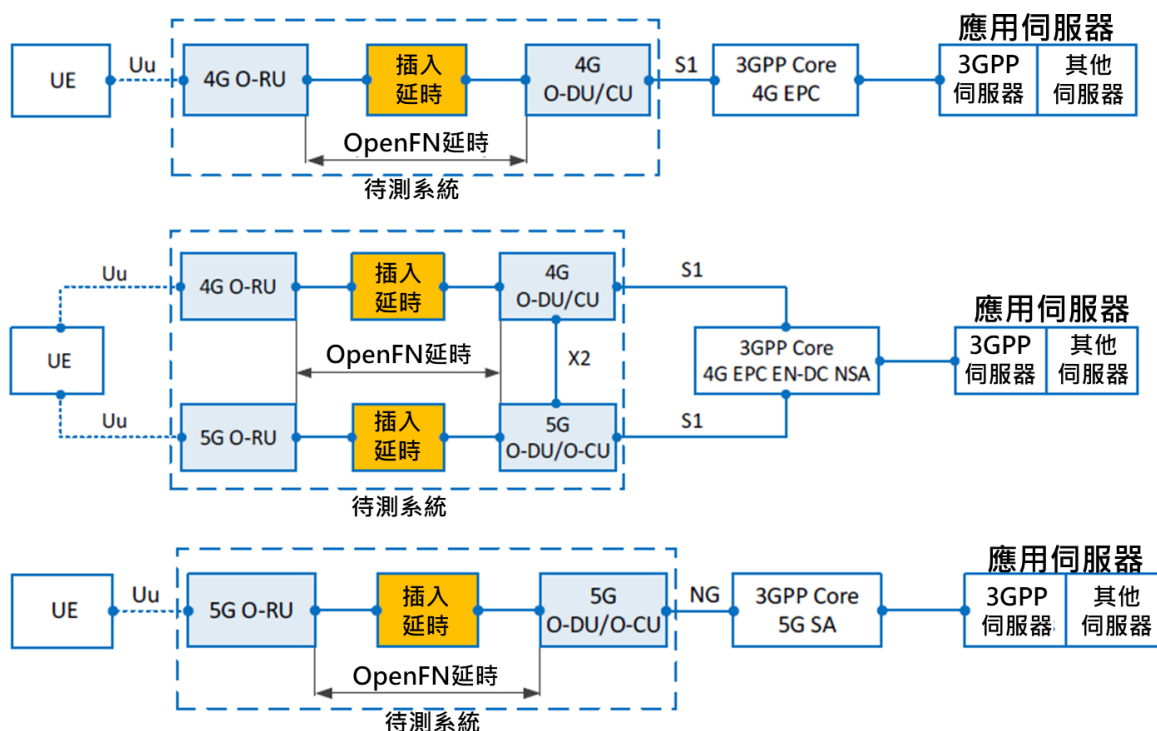 應用伺服器
UE
Uu
4G O-RU
插入
延時
4G
O-DU/CU
S1
3GPP Core
4G EPC
3GPP
伺服器
其他
伺服器
OpenFN延時
待測系統
Uu
4G O-RU
插入
延時
4G
O-DU/CU
S1
應用伺服器
UE
OpenFN延時
X2
3GPP Core
4G EPC EN-DC NSA
3GPP
伺服器
其他
伺服器
Uu
5G O-RU
插入
延時
5G
O-DU/O-CU
S1
待測系統
應用伺服器
UE
Uu
5G O-RU
插入
延時
5G
O-DU/O-CU
NG
3GPP Core
5G SA
3GPP
伺服器
其他
伺服器
OpenFN延時
待測系統